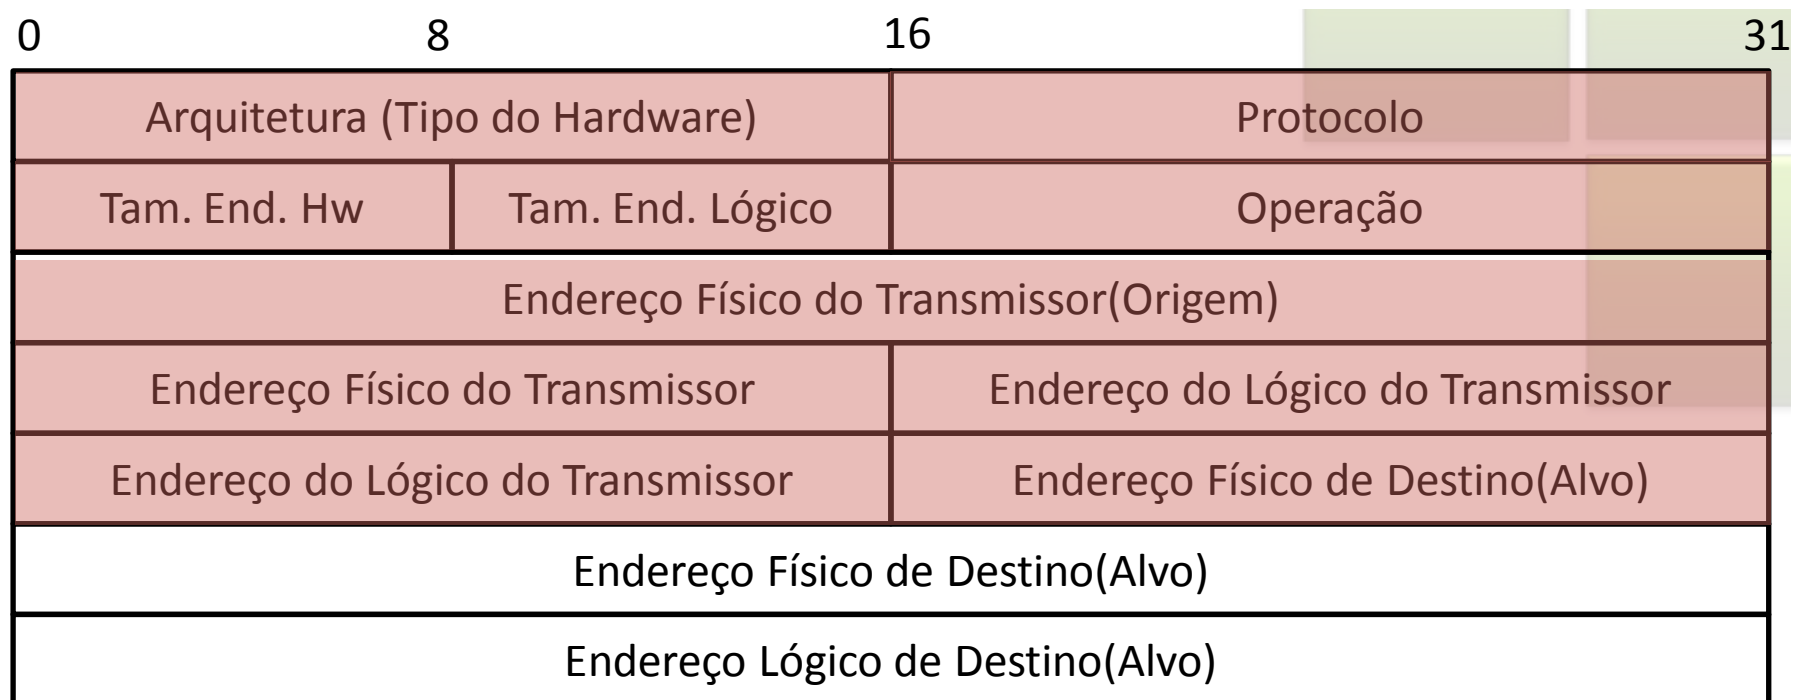 0 8 16 31
Arquitetura (Tipo do Hardware) Protocolo
Tam. End. Hw Tam. End. Lógico Operação
Endereço Físico do Transmissor(Origem)
Endereço Físico do Transmissor Endereço do Lógico do Transmissor
Endereço do Lógico do Transmissor Endereço Físico de Destino(Alvo)
Endereço Físico de Destino(Alvo)
Endereço Lógico de Destino(Alvo)